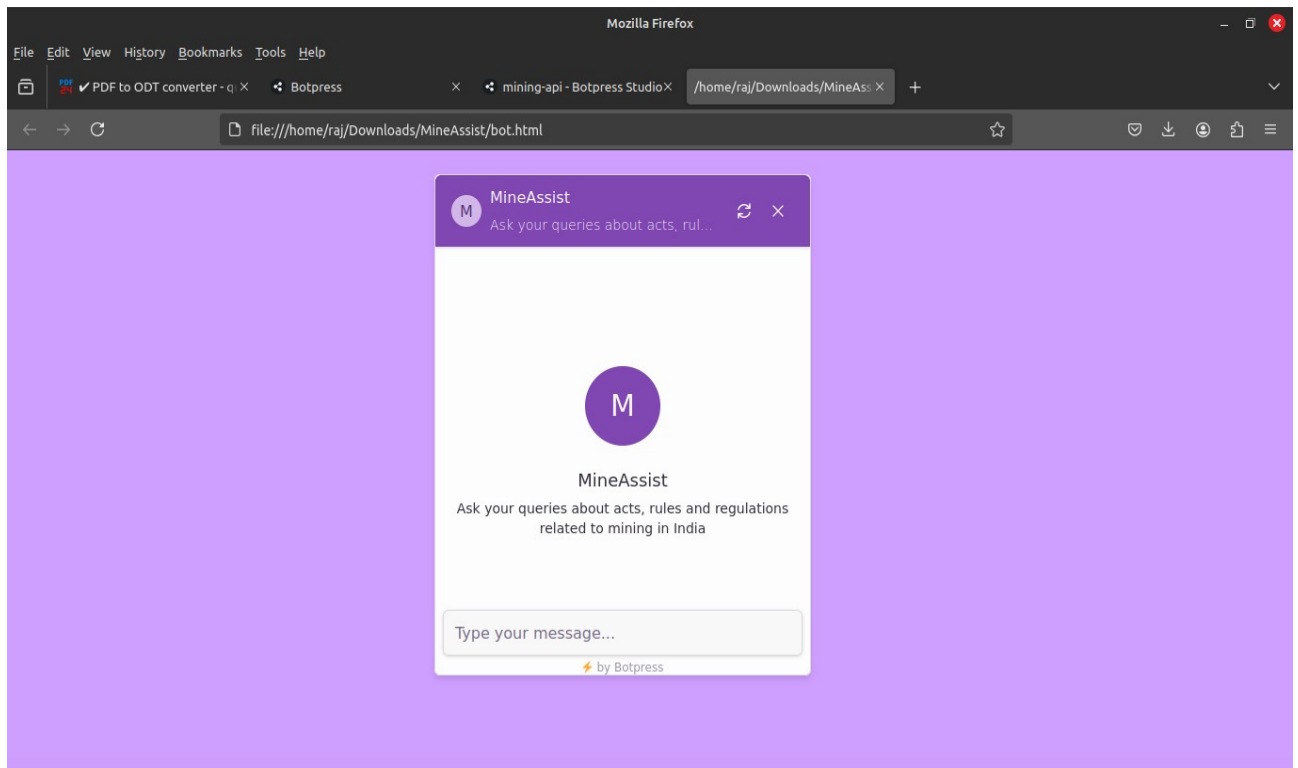 Mozilla Firefox
File Edit View History Bookmarks Tools Help
PDF 24 ✔ PDF to ODT converter - q Botpress mining-api - Botpress Studio /home/raj/Downloads/MineAss
file:///home/raj/Downloads/MineAssist/bot.html
M
MineAssist
Ask your queries about acts, rul...
M
MineAssist
Ask your queries about acts, rules and regulations
related to mining in India
Type your message...
⚡ by Botpress